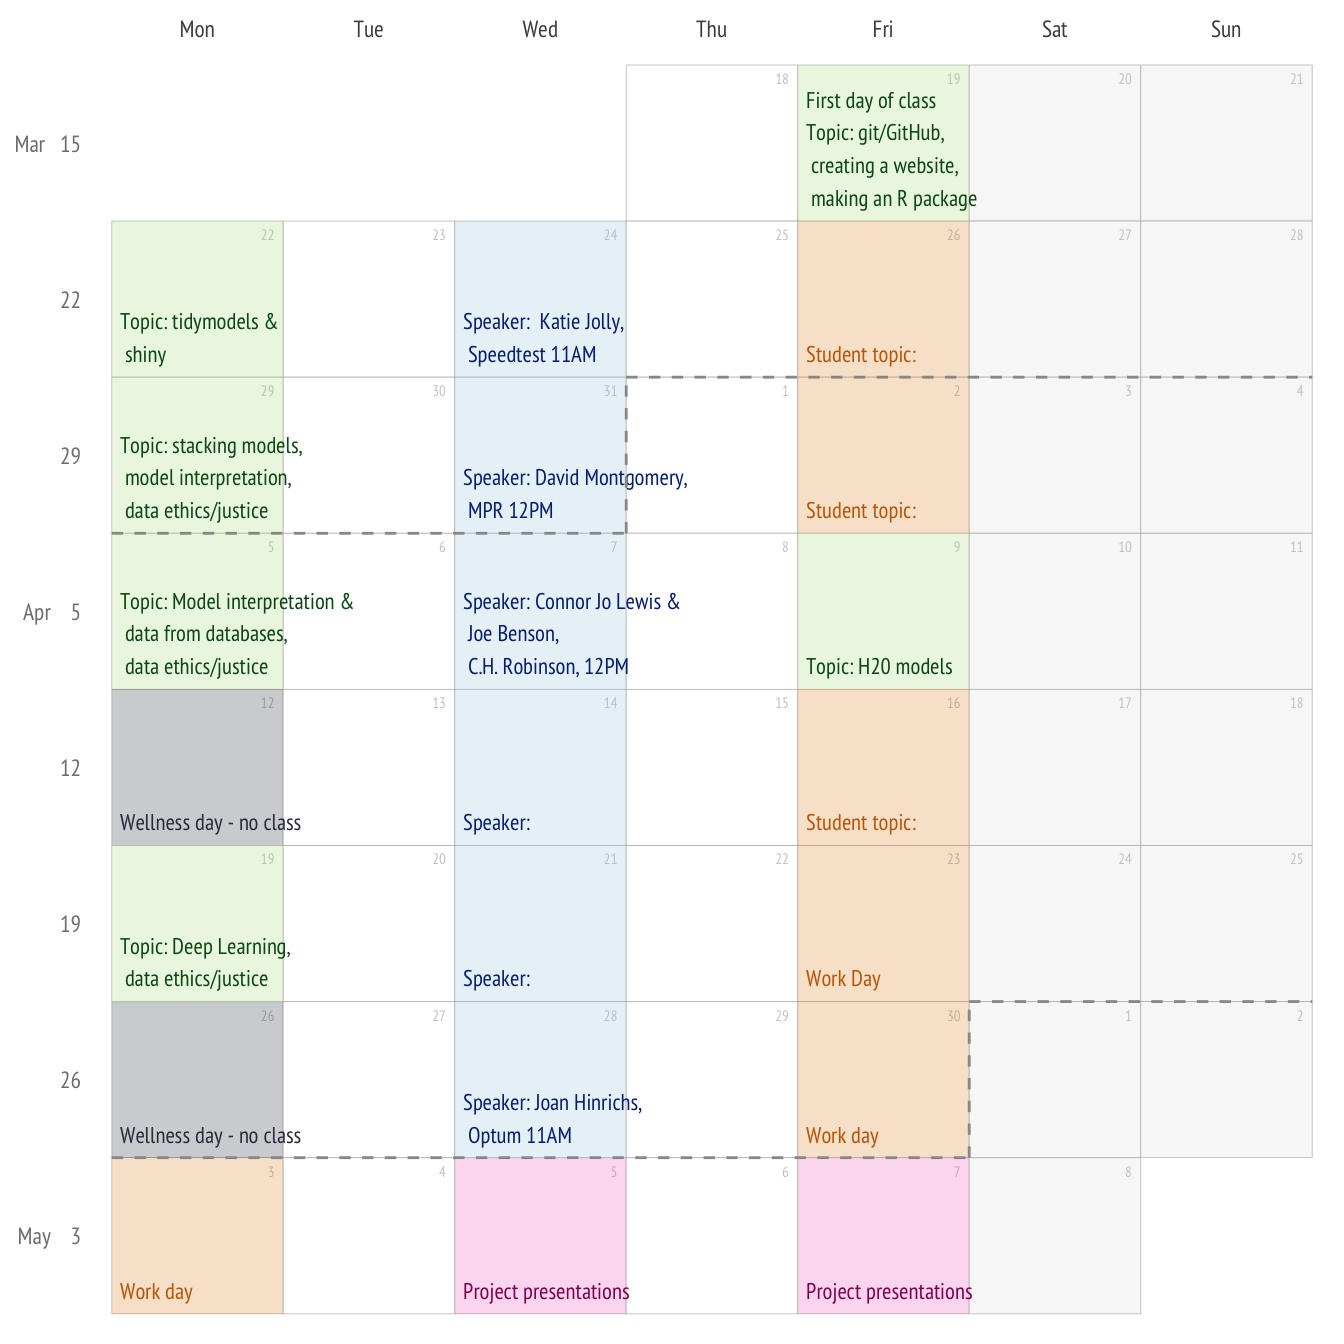 Mon Tue Wed Thu Fri Sat Sun
Mar 15
18 19 20 21
First day of class
Topic: git/GitHub,
creating a website,
making an R package
22
22 23 24 25 26 27 28
Topic: tidymodels &
shiny
Speaker:  Katie Jolly,
Speedtest 11AM
Student topic:
29
29 30 31 1 2 3 4
Topic: stacking models,
model interpretation,
data ethics/justice
Speaker: David Montgomery,
MPR 12PM
Student topic:
Apr 5
5 6 7 8 9 10 11
Topic: Model interpretation &
data from databases,
data ethics/justice
Speaker: Connor Jo Lewis &
Joe Benson,
C.H. Robinson, 12PM
Topic: H20 models
12
12 13 14 15 16 17 18
Wellness day - no class
Speaker:
Student topic:
19
19 20 21 22 23 24 25
Topic: Deep Learning,
data ethics/justice
Speaker:
Work Day
26
26 27 28 29 30 1 2
Wellness day - no class
Speaker: Joan Hinrichs,
Optum 11AM
Work day
May 3
3 4 5 6 7 8
Work day
Project presentations
Project presentations